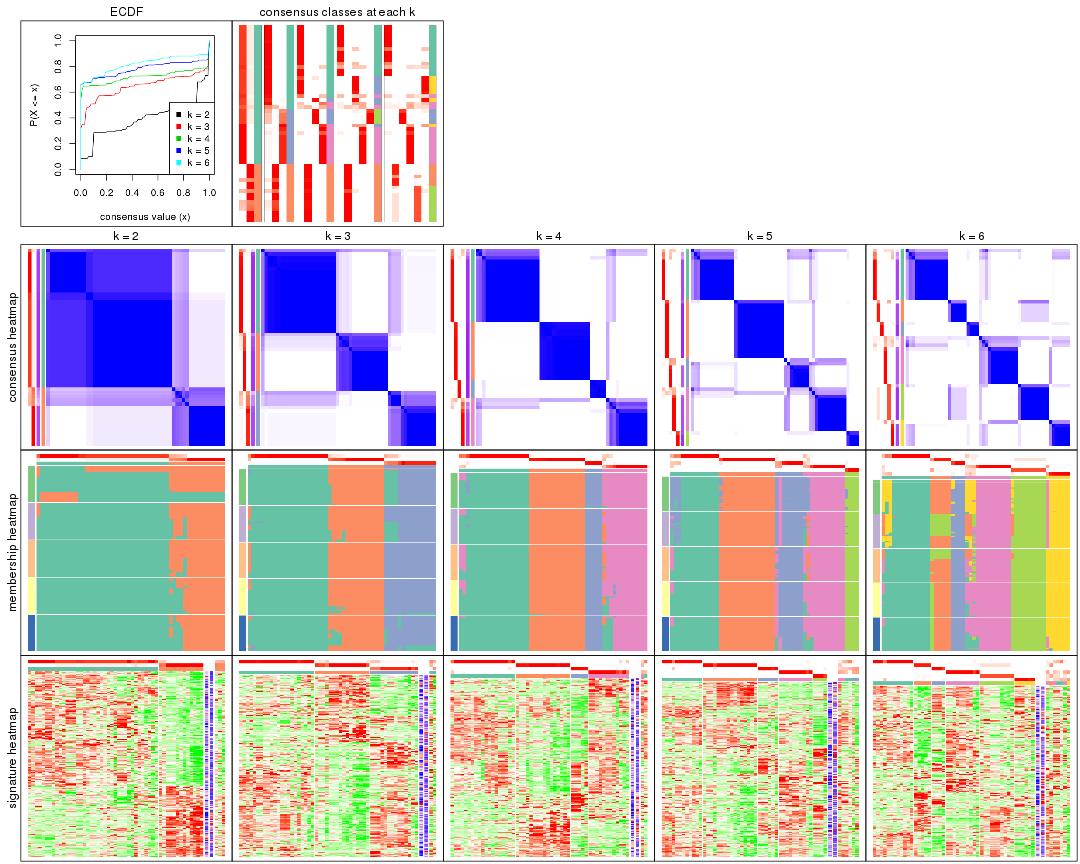 ECDF
consensus classes at each k
P(X <= x)
0.0 0.2 0.4 0.6 0.8 1.0
k = 2
k = 3
k = 4
k = 5
k = 6
0.0 0.2 0.4 0.6 0.8 1.0
consensus value (x)
k = 2
k = 3
k = 4
k = 5
k = 6
consensus heatmap
membership heatmap
signature heatmap